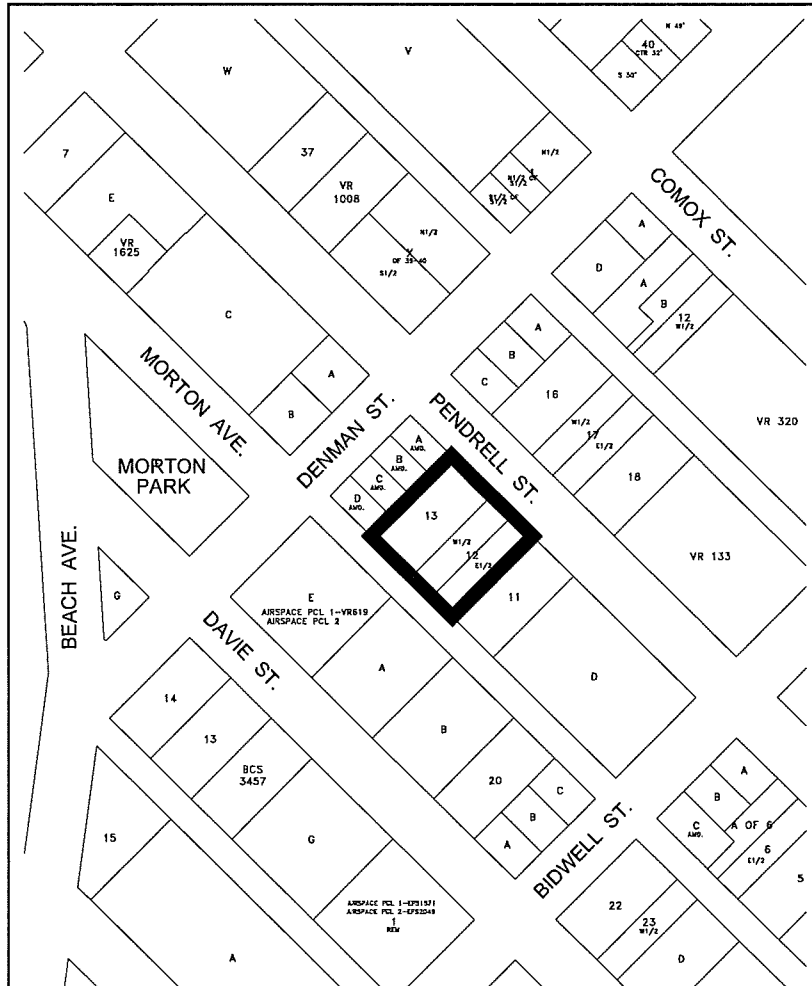 N 49'
40
CTR 32'
S 50'
V
W
N1/2
37
VR
1008
7
E
VR
1625
N1/2
X
OF 39-40
S1/2
COMOX ST.
A
D
A
B
12
W1/2
C
A
B
MORTON AVE.
DENMAN ST.
PENDRELL ST.
A
B
C
16
W1/2
17
E1/2
18
VR 320
VR 133
MORTON
PARK
A
AMD.
B
AMD.
C
AMD.
D
AMD.
13
W1/2
12
E1/2
11
D
BEACH AVE.
G
E
AIRSPACE PCL 1-VR619
AIRSPACE PCL 2
A
B
20
C
B
A
DAVIE ST.
14
13
BCS
3457
G
15
A
AIRSPACE PCL 1-EPS1571
AIRSPACE PCL 2-EPS2049
1
REM
BIDWELL ST.
A
B
C
AMD.
A OF 6
6
E1/2
5
22
23
W1/2
D